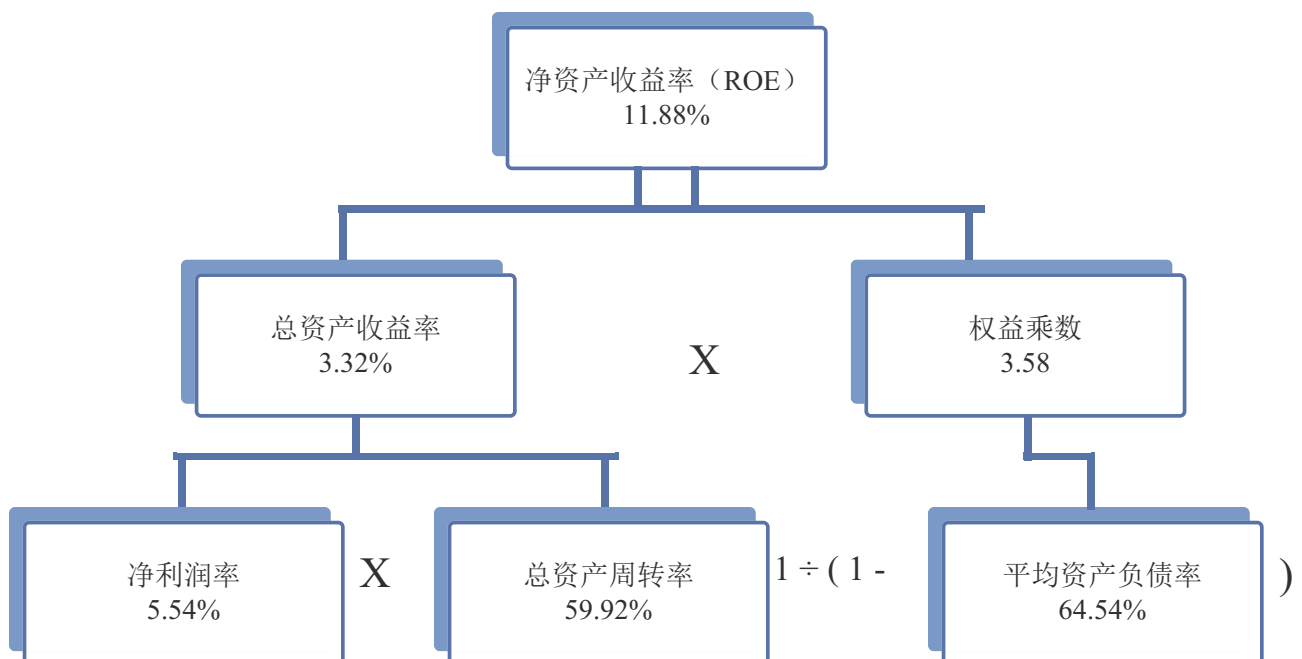 净资产收益率（ROE）
11.88%
总资产收益率
3.32%
X
权益乘数
3.58
净利润率
5.54%
X
总资产周转率
59.92%
1 ÷ ( 1 -
平均资产负债率
64.54%
)